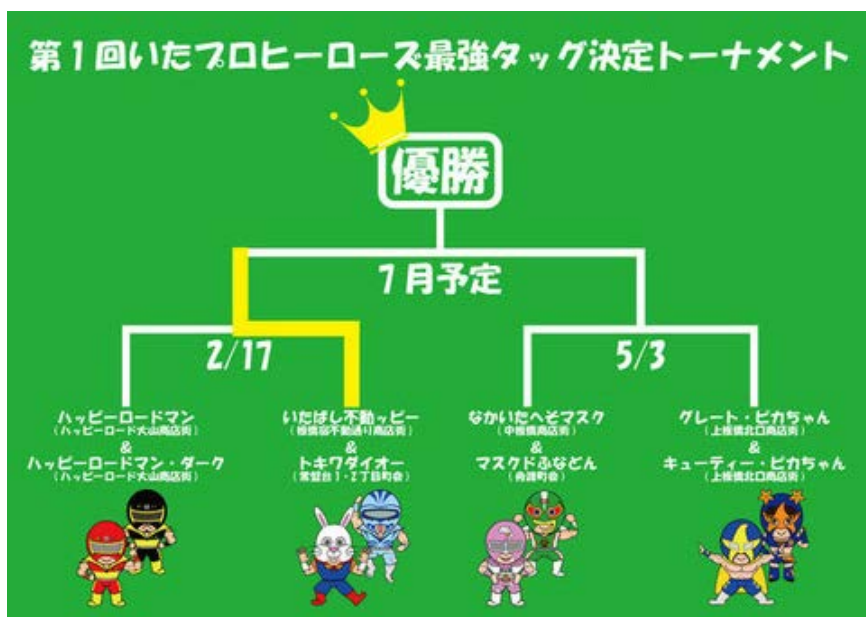 第1回いたプロヒーローズ最強タッグ決定トーナメント
優勝
7月予定
2/17
5/3
ハッピーロードマン
(ハッピーロード大山商店街)
&
ハッピーロードマン・ダーク
(ハッピーロード大山商店街)
いたばし不動ッピー
(板橋宿不動通り商店街)
&
トキワダイオー
(常盤台1・2丁目町会)
なかいたへそマスク
(中板橋商店街)
&
マスクドふなどん
(舟渡町会)
グレート・ピカちゃん
(上板橋北口商店街)
&
キューティー・ピカちゃん
(上板橋北口商店街)